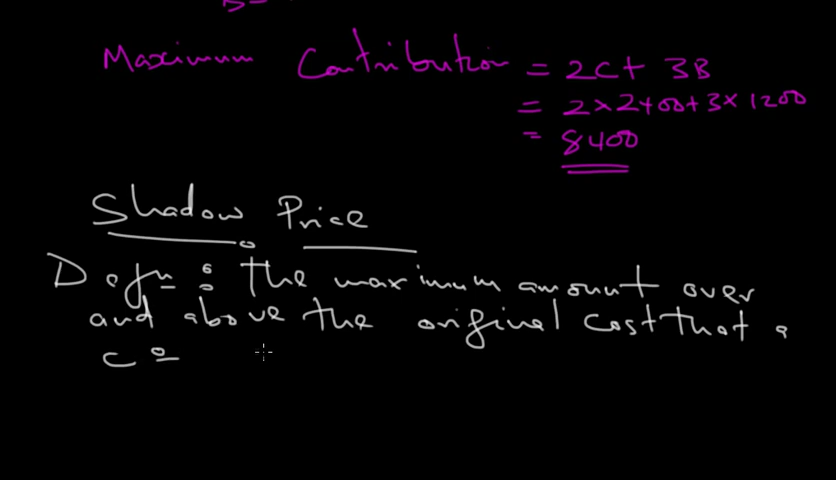 Maximum Contribution = 2C + 3B
= 2 × 2400 + 3 × 1200
= 8400
Shadow Price
Defn : the maximum amount over
and above the original cost that a
co